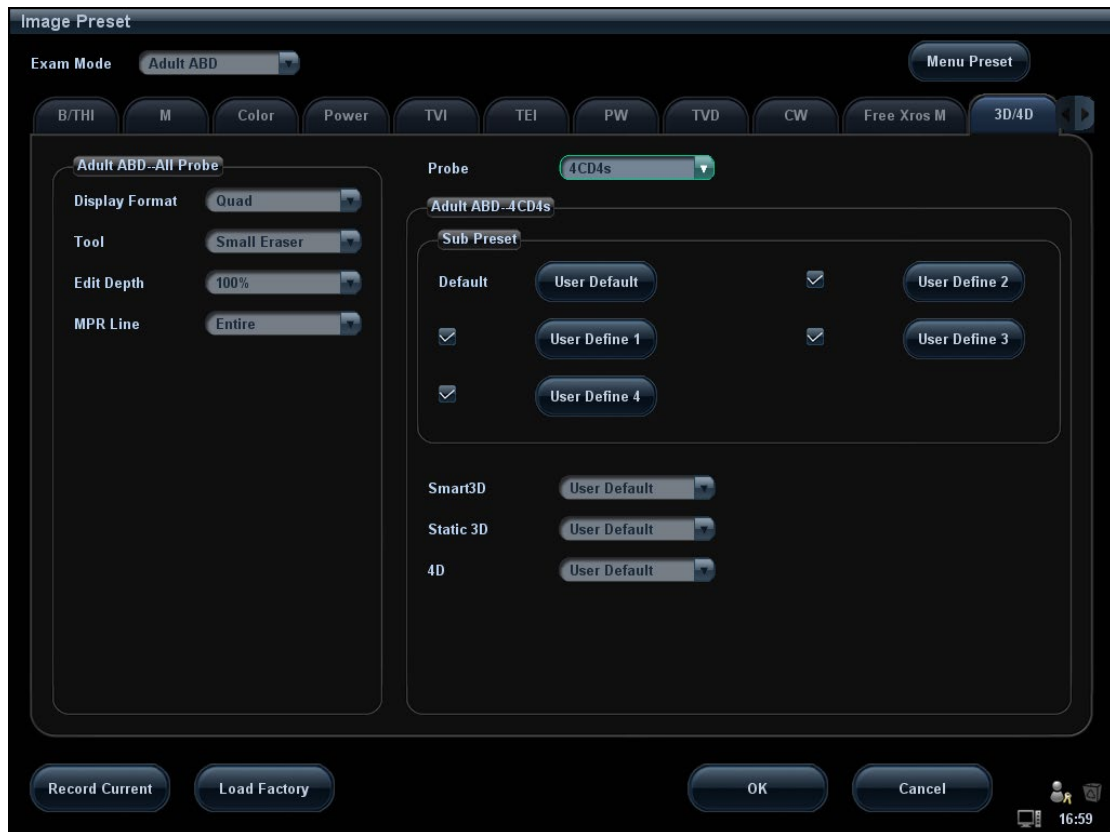 Image Preset
Exam Mode Adult ABD Menu Preset
B/THI M Color Power TVI TEI PW TVD CW Free Xros M 3D/4D
Adult ABD--All Probe
Display Format Quad
Tool Small Eraser
Edit Depth 100%
MPR Line Entire
Probe 4CD4s
Adult ABD--4CD4s
Sub Preset
Default User Default User Define 2
User Define 1 User Define 3
User Define 4
Smart3D User Default
Static 3D User Default
4D User Default
Record Current Load Factory OK Cancel
16:59